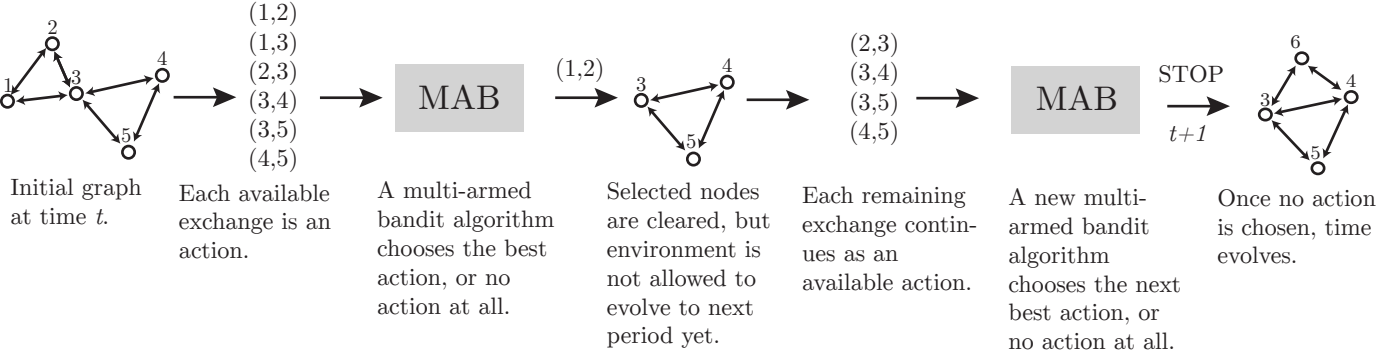 2
1
3
4
5
Initial graph
at time t.
(1,2)
(1,3)
(2,3)
(3,4)
(3,5)
(4,5)
Each available
exchange is an
action.
MAB
A multi-armed
bandit algorithm
chooses the best
action, or no
action at all.
(1,2)
3
4
5
Selected nodes
are cleared, but
environment is
not allowed to
evolve to next
period yet.
(2,3)
(3,4)
(3,5)
(4,5)
Each remaining
exchange contin-
ues as an
available action.
MAB
A new multi-
armed bandit
algorithm
chooses the next
best action, or
no action at all.
STOP
t+1
6
3
4
5
Once no action
is chosen, time
evolves.